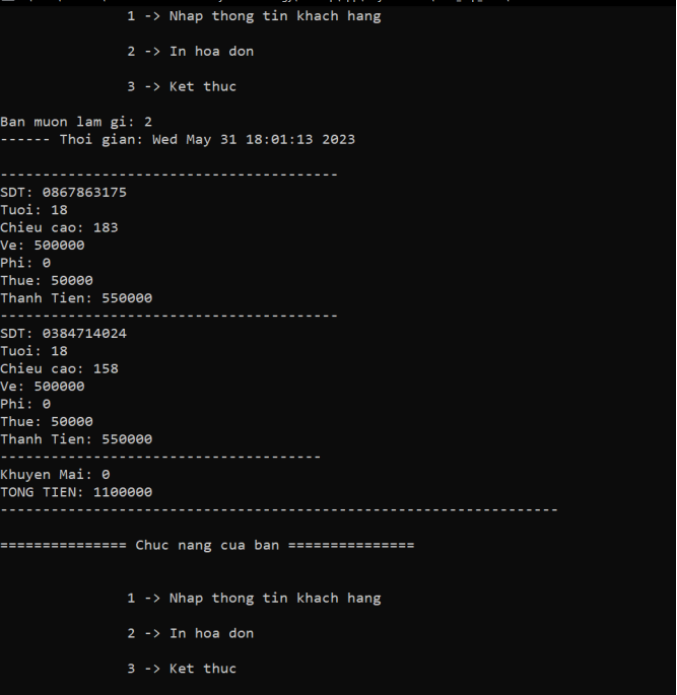 1 -> Nhap thong tin khach hang
2 -> In hoa don
3 -> Ket thuc
Ban muon lam gi: 2
------ Thoi gian: Wed May 31 18:01:13 2023
----------------------------------------
SDT: 0867863175
Tuoi: 18
Chieu cao: 183
Ve: 500000
Phi: 0
Thue: 50000
Thanh Tien: 550000
----------------------------------------
SDT: 0384714024
Tuoi: 18
Chieu cao: 158
Ve: 500000
Phi: 0
Thue: 50000
Thanh Tien: 550000
--------------------------------------
Khuyen Mai: 0
TONG TIEN: 1100000
------------------------------------------------------------------
=============== Chuc nang cua ban ===============
1 -> Nhap thong tin khach hang
2 -> In hoa don
3 -> Ket thuc